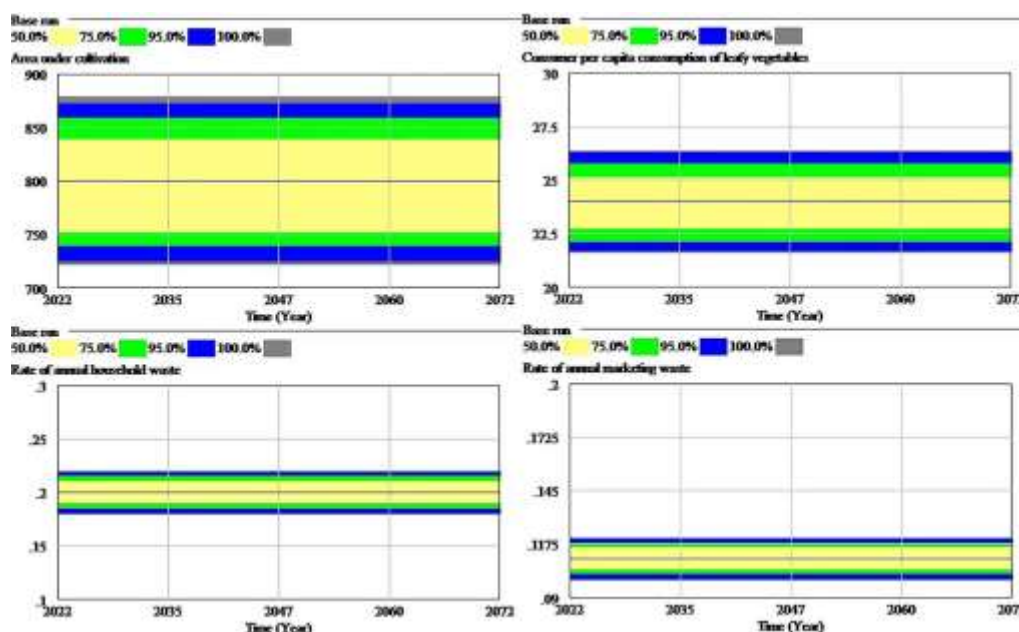 Base run
50.0% 75.0% 95.0% 100.0%
Area under cultivation
900
850
800
750
700
2022 2035 2047 2060 2072
Time (Year)
Base run
50.0% 75.0% 95.0% 100.0%
Consumer per capita consumption of leafy vegetables
30
27.5
25
22.5
20
2022 2035 2047 2060 2072
Time (Year)
Base run
50.0% 75.0% 95.0% 100.0%
Rate of annual household waste
.3
.25
.2
.15
.1
2022 2035 2047 2060 2072
Time (Year)
Base run
50.0% 75.0% 95.0% 100.0%
Rate of annual marketing waste
.2
.1725
.145
.1175
.09
2022 2035 2047 2060 2072
Time (Year)